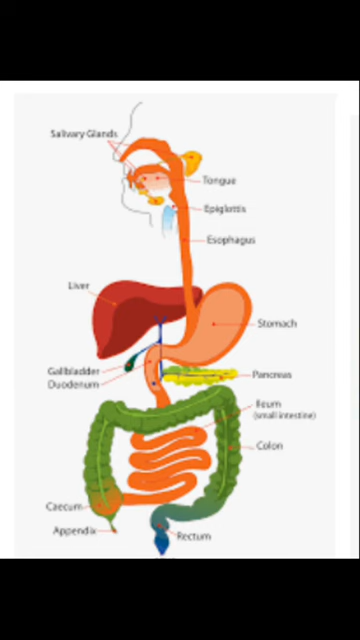 Salivary Glands
Tongue
Epiglottis
Esophagus
Liver
Stomach
Gallbladder
Duodenum
Pancreas
Ileum
(small intestine)
Colon
Caecum
Appendix
Rectum